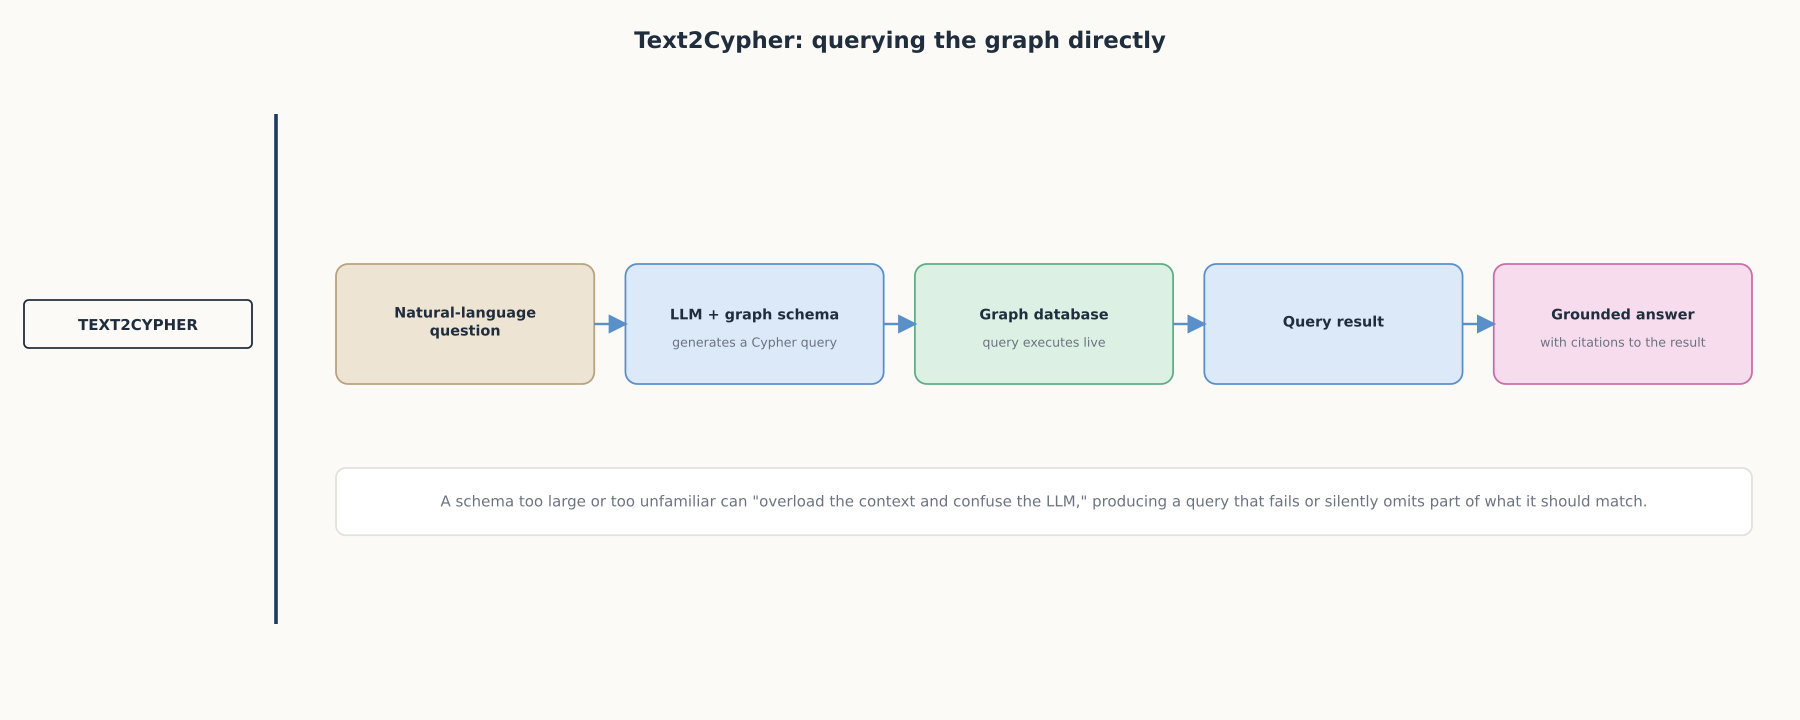 Text2Cypher: querying the graph directly
TEXT2CYPHER
Natural-language
question
LLM + graph schema
generates a Cypher query
Graph database
query executes live
Query result
Grounded answer
with citations to the result
A schema too large or too unfamiliar can "overload the context and confuse the LLM," producing a query that fails or silently omits part of what it should match.